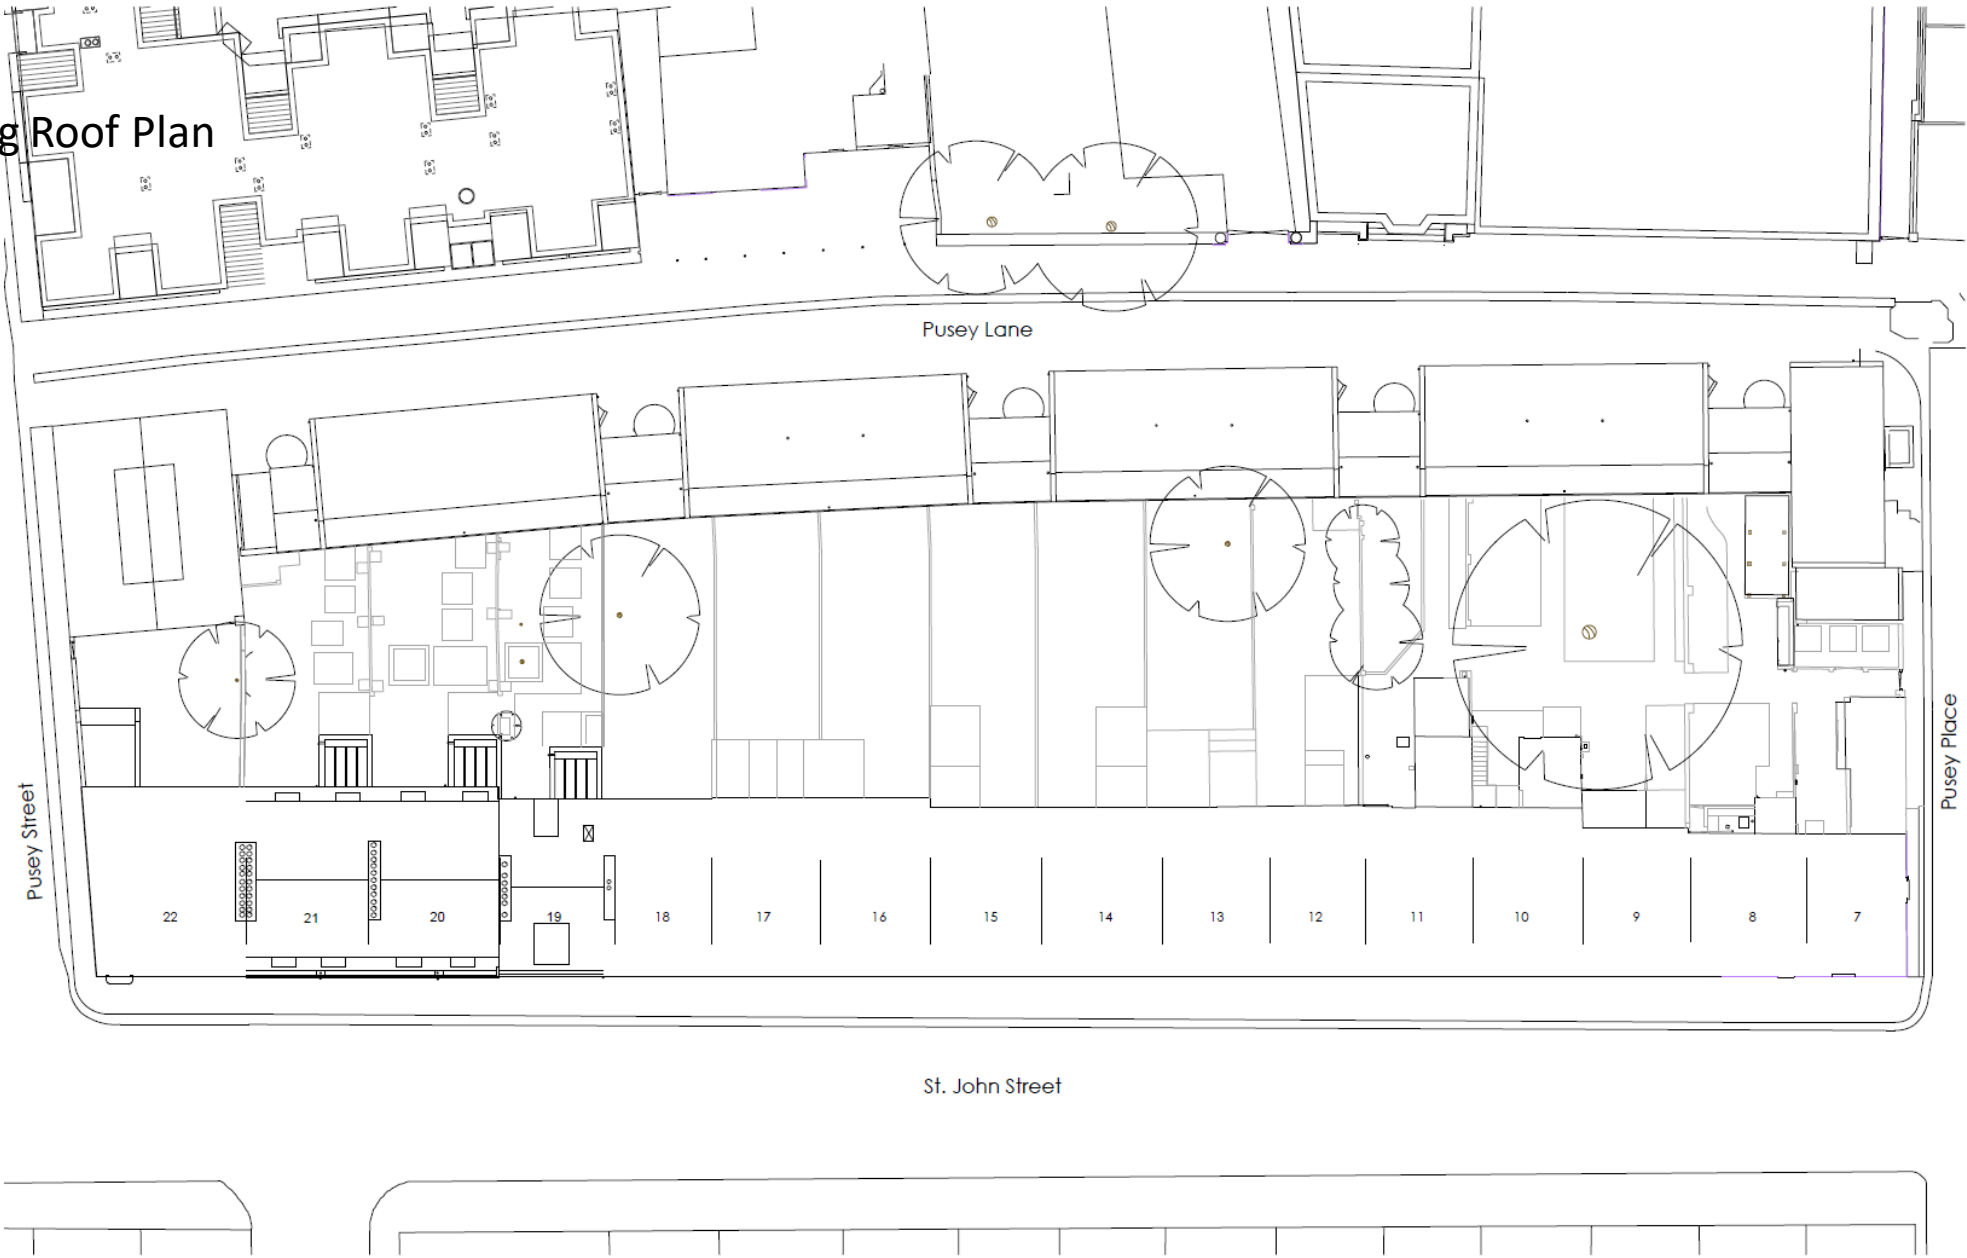 g Roof Plan
Pusey Lane
Pusey Street
Pusey Place
22 21 20 19 18 17 16 15 14 13 12 11 10 9 8 7
St. John Street